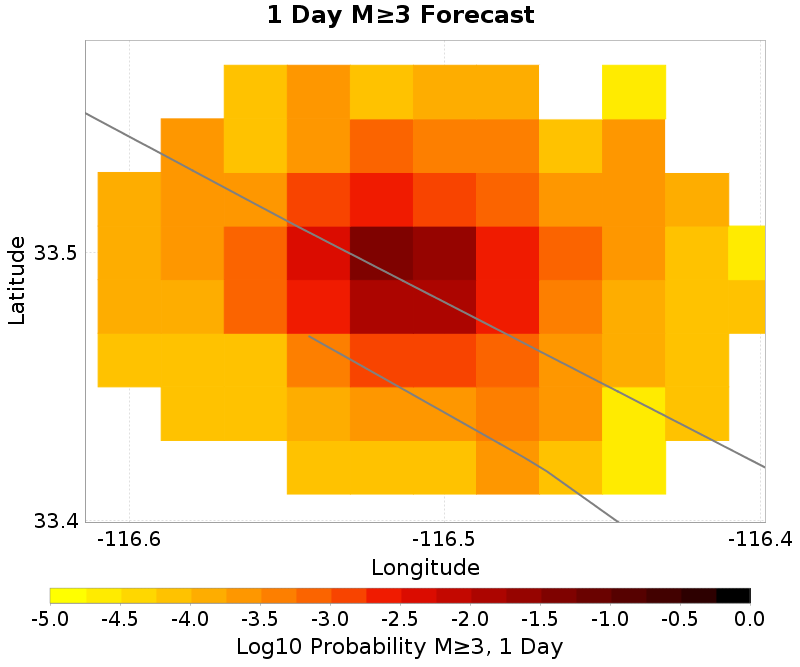 1 Day M≥3 Forecast
Latitude
33.5
33.4
-116.6 -116.5 -116.4
Longitude
-5.0 -4.5 -4.0 -3.5 -3.0 -2.5 -2.0 -1.5 -1.0 -0.5 0.0
Log10 Probability M≥3, 1 Day